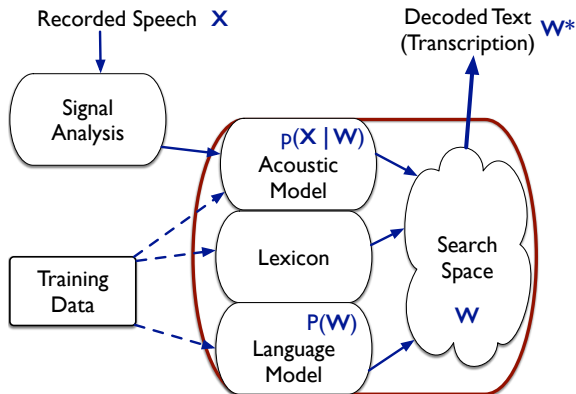 Recorded Speech X
Decoded Text
(Transcription) W*
Signal
Analysis
p(X | W)
Acoustic
Model
Lexicon
Search
Space
W
Training
Data
P(W)
Language
Model